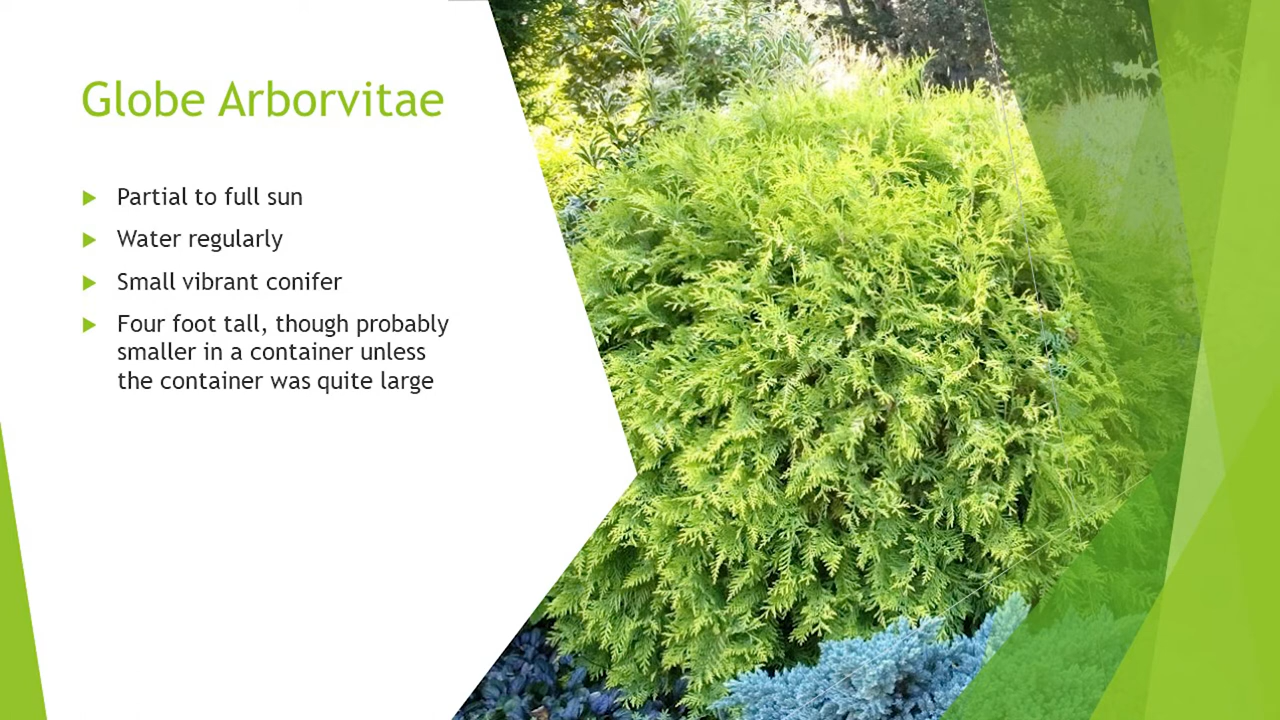 Globe Arborvitae
Partial to full sun
Water regularly
Small vibrant conifer
Four foot tall, though probably
smaller in a container unless
the container was quite large